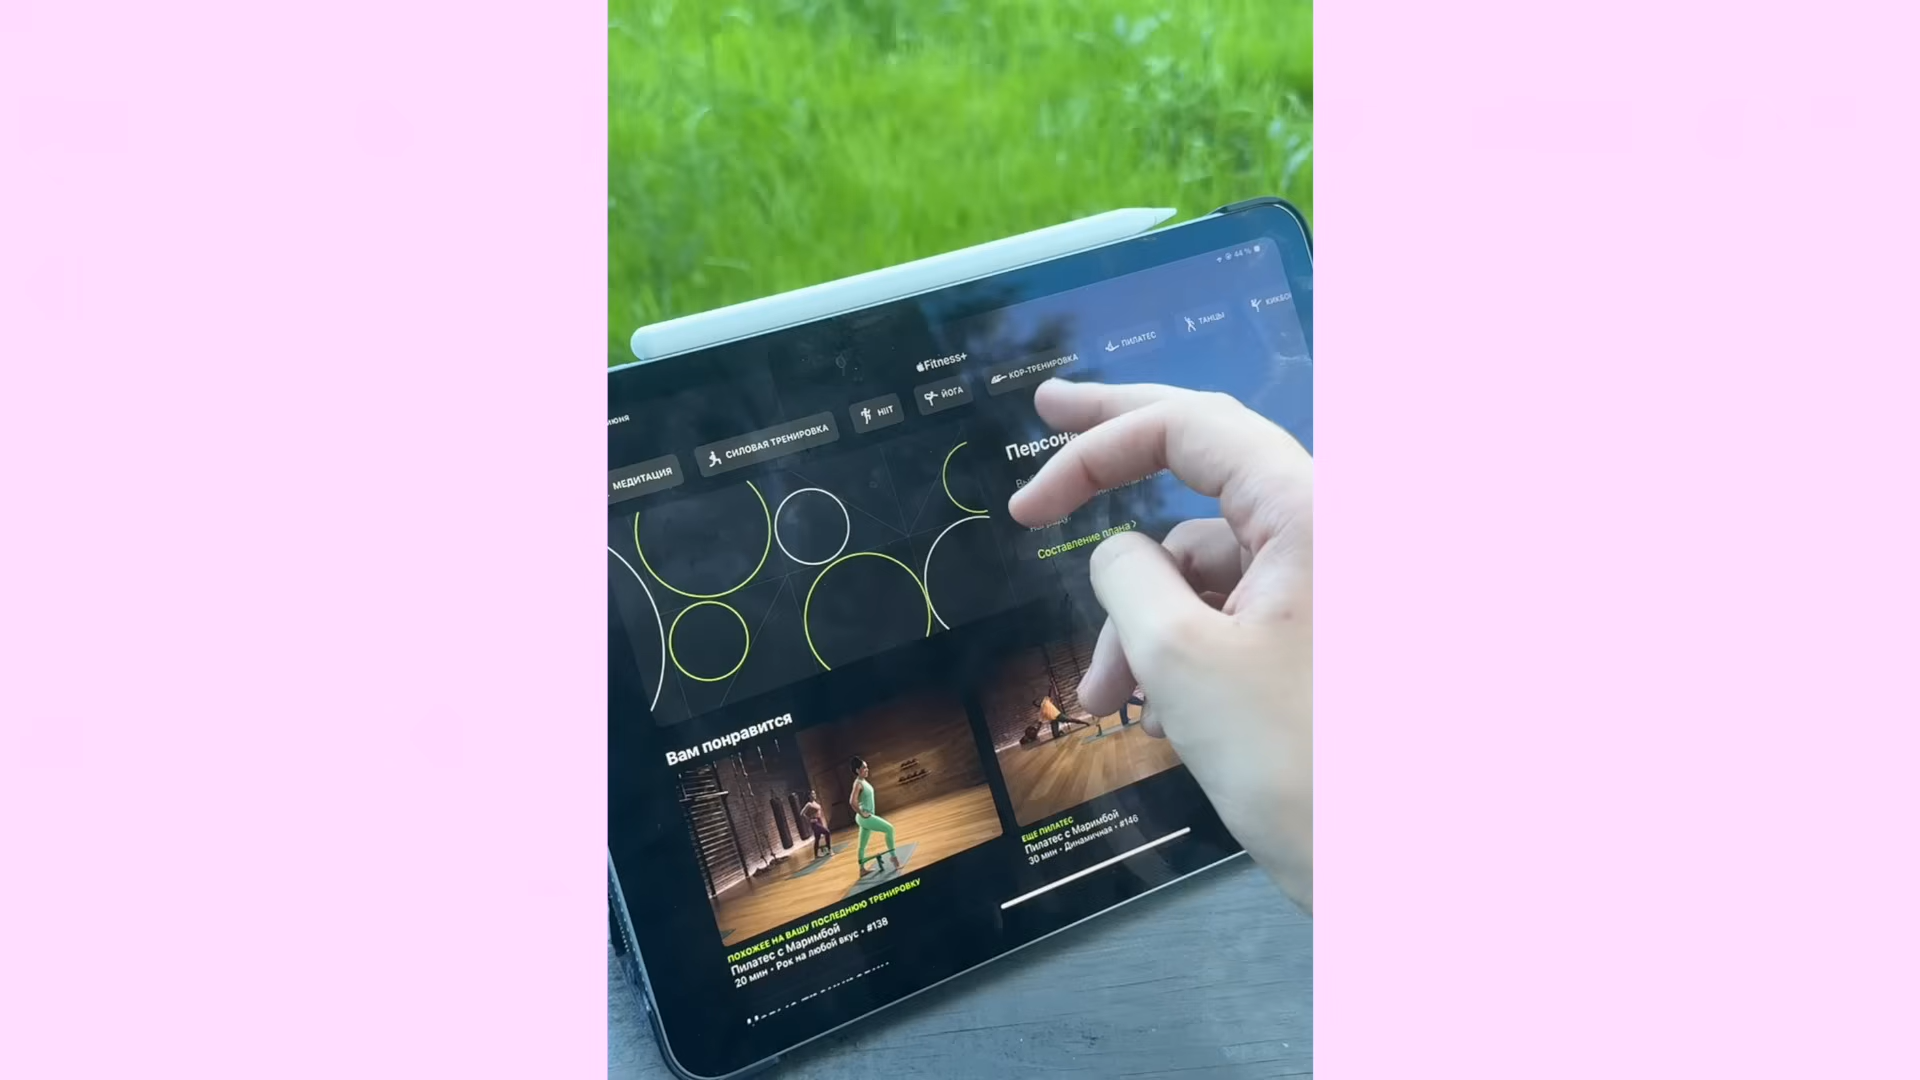 44 %
Fitness+
июня
МЕДИТАЦИЯ
СИЛОВАЯ ТРЕНИРОВКА
HIIT
ЙОГА
КОР-ТРЕНИРОВКА
ПИЛАТЕС
ТАНЦЫ
Составление плана
Вам понравится
ПОХОЖЕЕ НА ВАШУ ПОСЛЕДНЮЮ ТРЕНИРОВКУ
Пилатес с Маримбой
20 мин • Рок на любой вкус • #138
ЕЩЕ ПИЛАТЕС
Пилатес с Маримбой
30 мин • Динамичная • #146